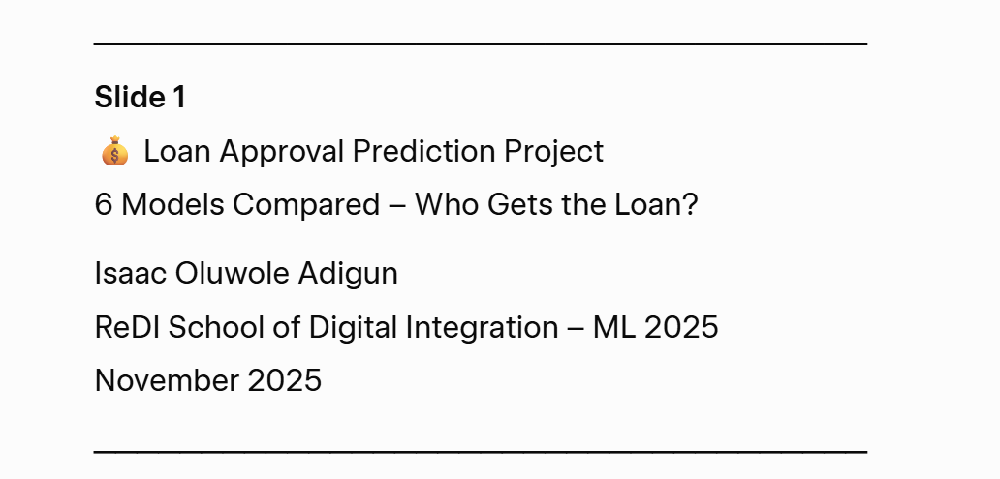 Slide 1
💰 Loan Approval Prediction Project
6 Models Compared – Who Gets the Loan?
Isaac Oluwole Adigun
ReDI School of Digital Integration – ML 2025
November 2025